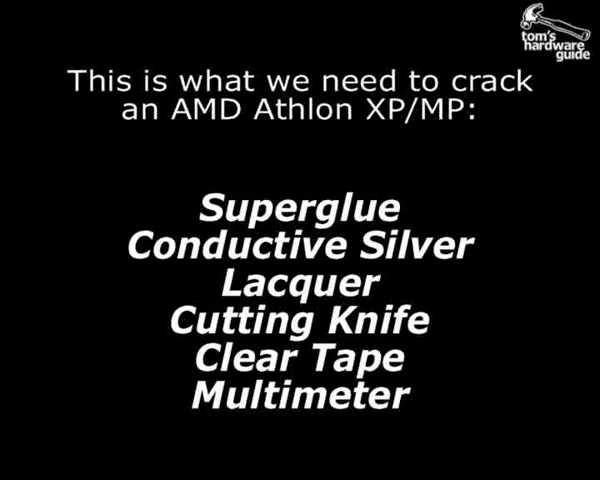 tom's
hardware
guide
This is what we need to crack
an AMD Athlon XP/MP:
Superglue
Conductive Silver
Lacquer
Cutting Knife
Clear Tape
Multimeter